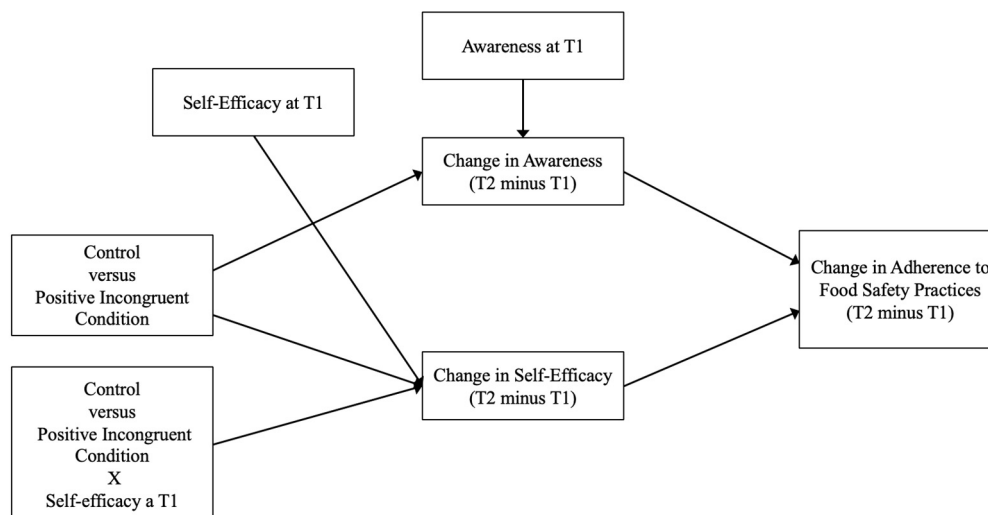 Awareness at T1
Self-Efficacy at T1
Change in Awareness
(T2 minus T1)
Control
versus
Positive Incongruent
Condition
Change in Adherence to
Food Safety Practices
(T2 minus T1)
Change in Self-Efficacy
(T2 minus T1)
Control
versus
Positive Incongruent
Condition
X
Self-efficacy a T1